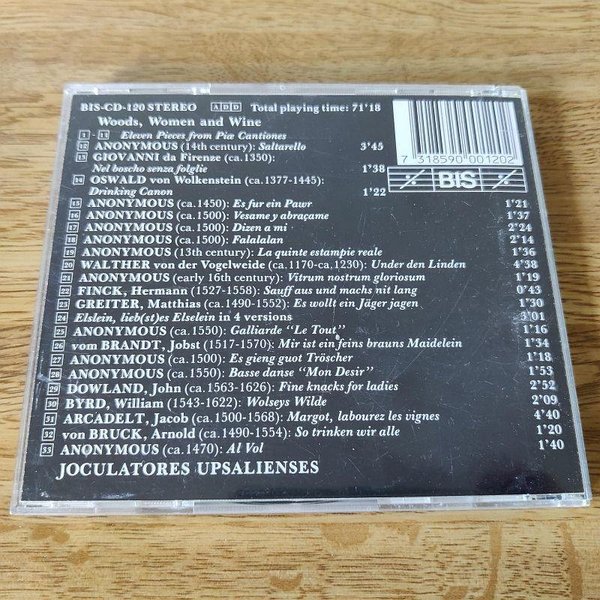 BIS-CD-120 STEREO A D D Total playing time: 71'18
Woods, Women and Wine
1 - 11 Eleven Pieces from Piæ Cantiones
12 ANONYMOUS (14th century): Saltarello 3'45
13 GIOVANNI da Firenze (ca.1350):
Nel boscho senza folglie 1'38
14 OSWALD von Wolkenstein (ca.1377-1445):
Drinking Canon 1'22
15 ANONYMOUS (ca.1450): Es fur ein Pawr 1'21
16 ANONYMOUS (ca.1500): Vesame y abraçame 1'37
17 ANONYMOUS (ca.1500): Dizen a mi 2'24
18 ANONYMOUS (ca.1500): Falalalan 2'14
19 ANONYMOUS (13th century): La quinte estampie reale 1'36
20 WALTHER von der Vogelweide (ca.1170-ca,1230): Under den Linden 4'38
21 ANONYMOUS (early 16th century): Vitrum nostrum gloriosum 1'19
22 FINCK, Hermann (1527-1558): Sauff aus und machs nit lang 0'43
23 GREITER, Matthias (ca.1490-1552): Es wollt ein Jäger jagen 1'30
24 Elslein, lieb(st)es Elselein in 4 versions 3'01
25 ANONYMOUS (ca.1550): Galliarde “Le Tout” 1'16
26 vom BRANDT, Jobst (1517-1570): Mir ist ein feins brauns Maidelein 1'34
27 ANONYMOUS (ca.1500): Es gieng guot Tröscher 1'18
28 ANONYMOUS (ca.1550): Basse danse “Mon Desir” 1'53
29 DOWLAND, John (ca.1563-1626): Fine knacks for ladies 2'52
30 BYRD, William (1543-1622): Wolseys Wilde 2'09
31 ARCADELT, Jacob (ca.1500-1568): Margot, labourez les vignes 4'40
32 von BRUCK, Arnold (ca.1490-1554): So trinken wir alle 1'20
33 ANONYMOUS (ca.1470): Al Vol 1'40
JOCULATORES UPSALIENSES
7 318590 001202
BIS